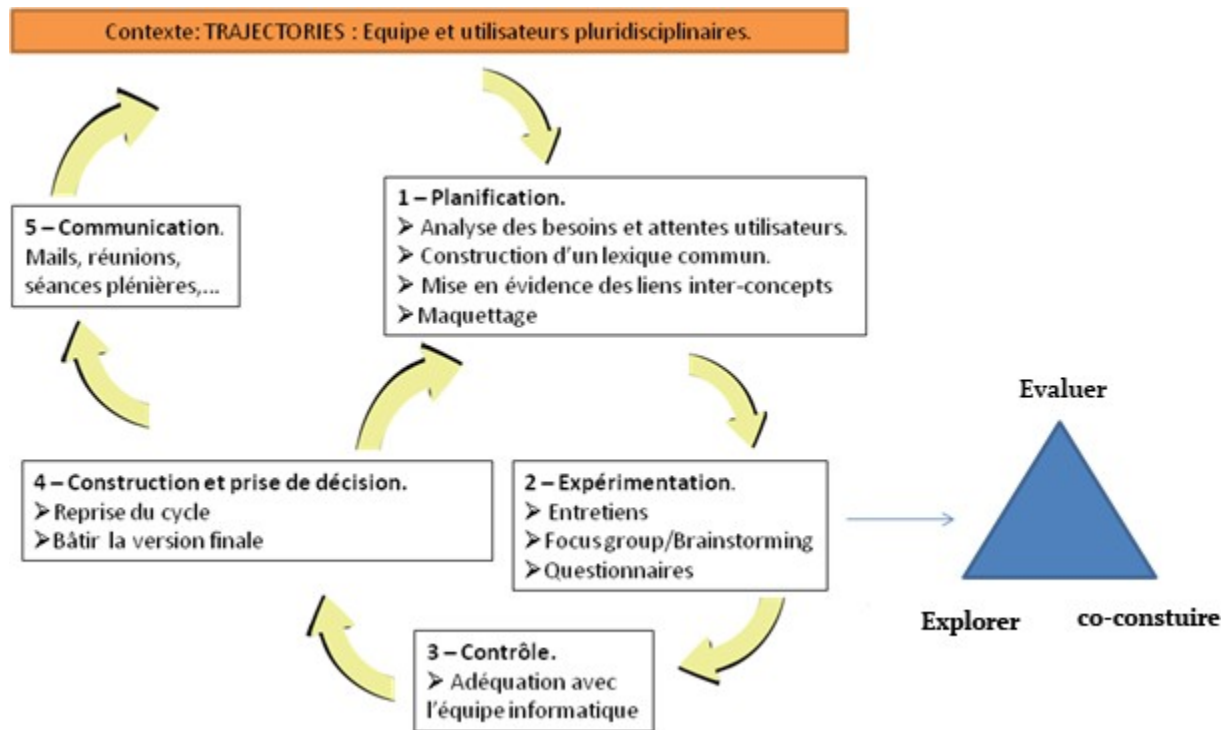 Contexte: TRAJECTORIES : Equipe et utilisateurs pluridisciplinaires.
1 – Planification.
➢ Analyse des besoins et attentes utilisateurs.
➢ Construction d'un lexique commun.
➢ Mise en évidence des liens inter-concepts
➢ Maquettage
5 – Communication.
Mails, réunions,
séances plénières,...
Evaluer
4 – Construction et prise de décision.
➢ Reprise du cycle
➢ Bâtir la version finale
2 – Expérimentation.
➢ Entretiens
➢ Focus group/Brainstorming
➢ Questionnaires
Explorer
co-constuire
3 – Contrôle.
➢ Adéquation avec
l'équipe informatique